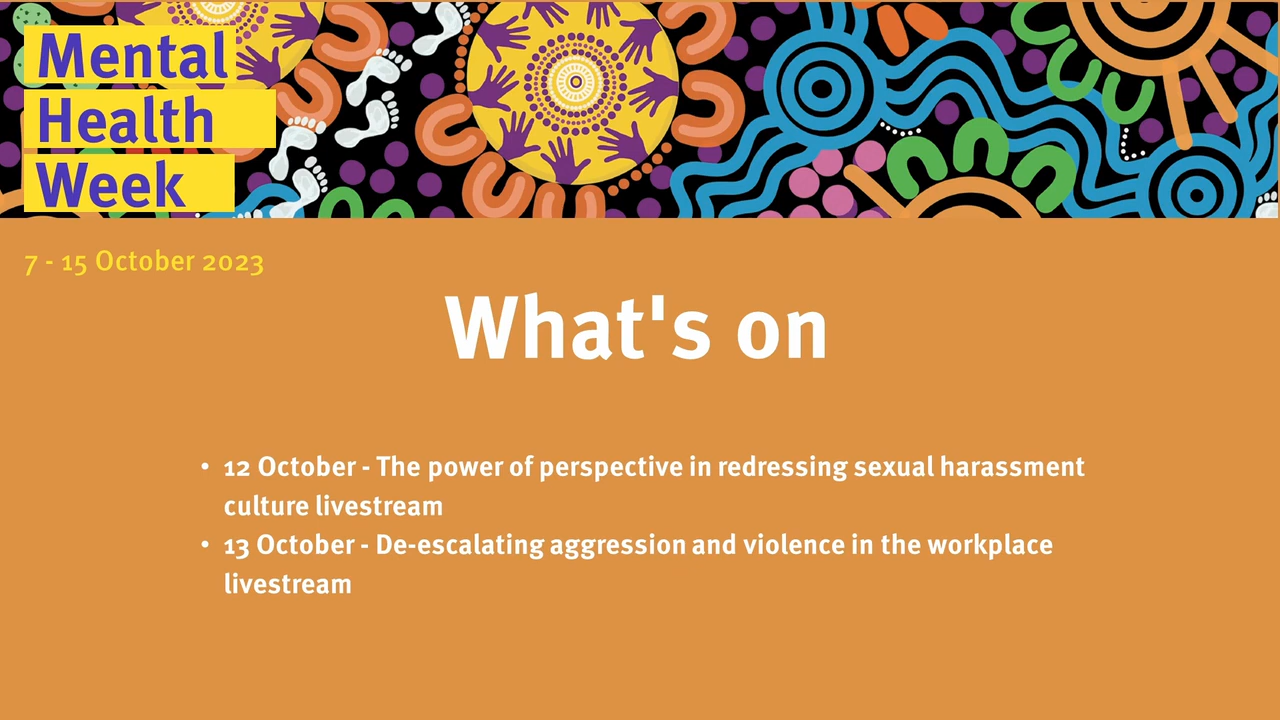 Mental
Health
Week
7 - 15 October 2023
What's on
• 12 October - The power of perspective in redressing sexual harassment
culture livestream
• 13 October - De-escalating aggression and violence in the workplace
livestream